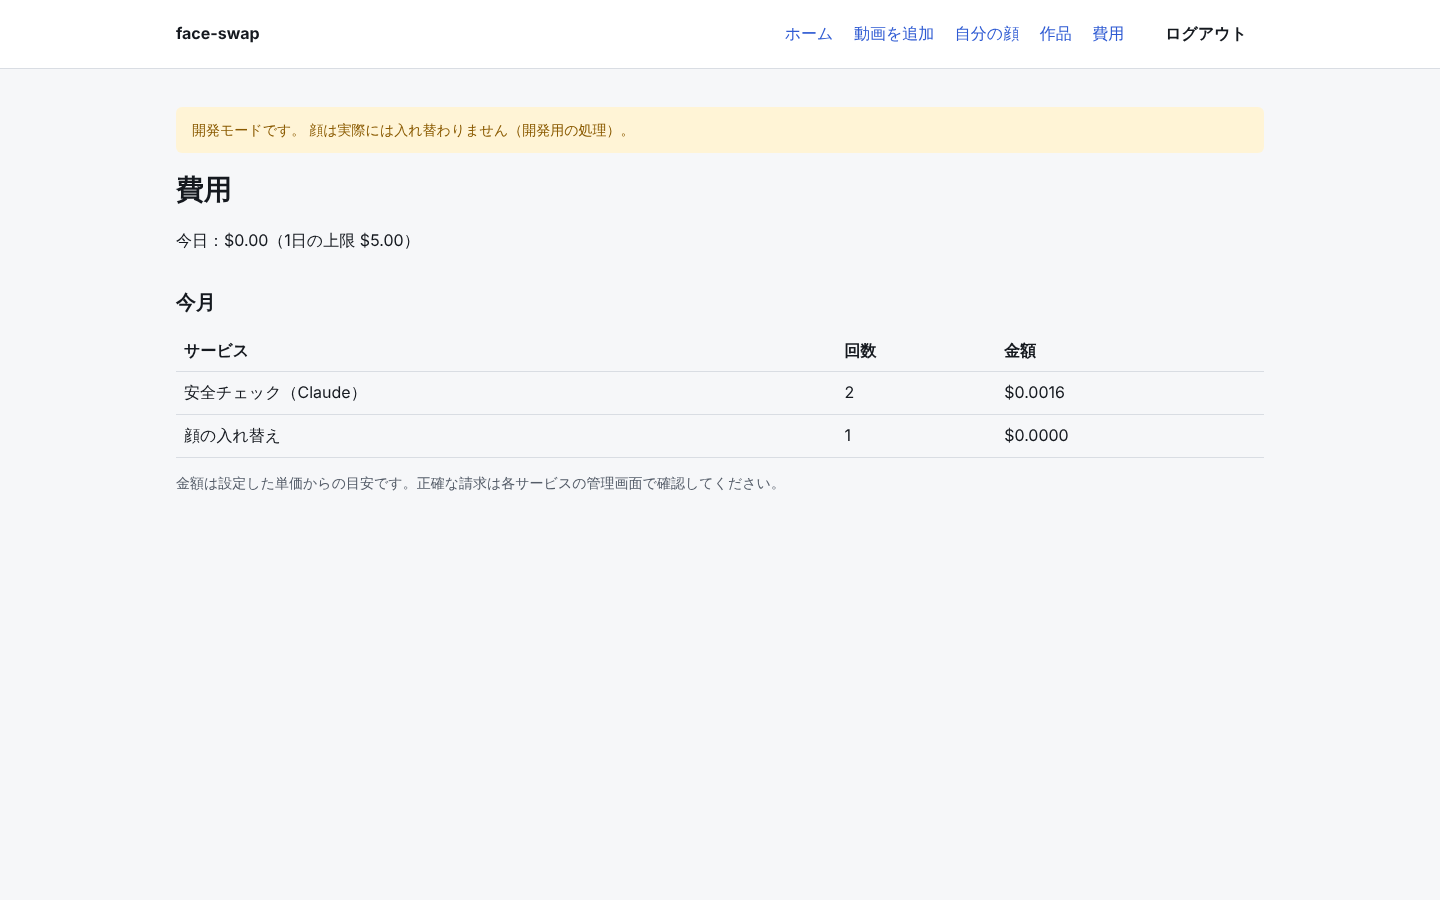 face-swap ホーム 動画を追加 自分の顔 作品 費用 ログアウト
開発モードです。 顔は実際には入れ替わりません（開発用の処理）。
費用
今日：$0.00（1日の上限 $5.00）
今月
サービス 回数 金額
安全チェック（Claude） 2 $0.0016
顔の入れ替え 1 $0.0000
金額は設定した単価からの目安です。正確な請求は各サービスの管理画面で確認してください。